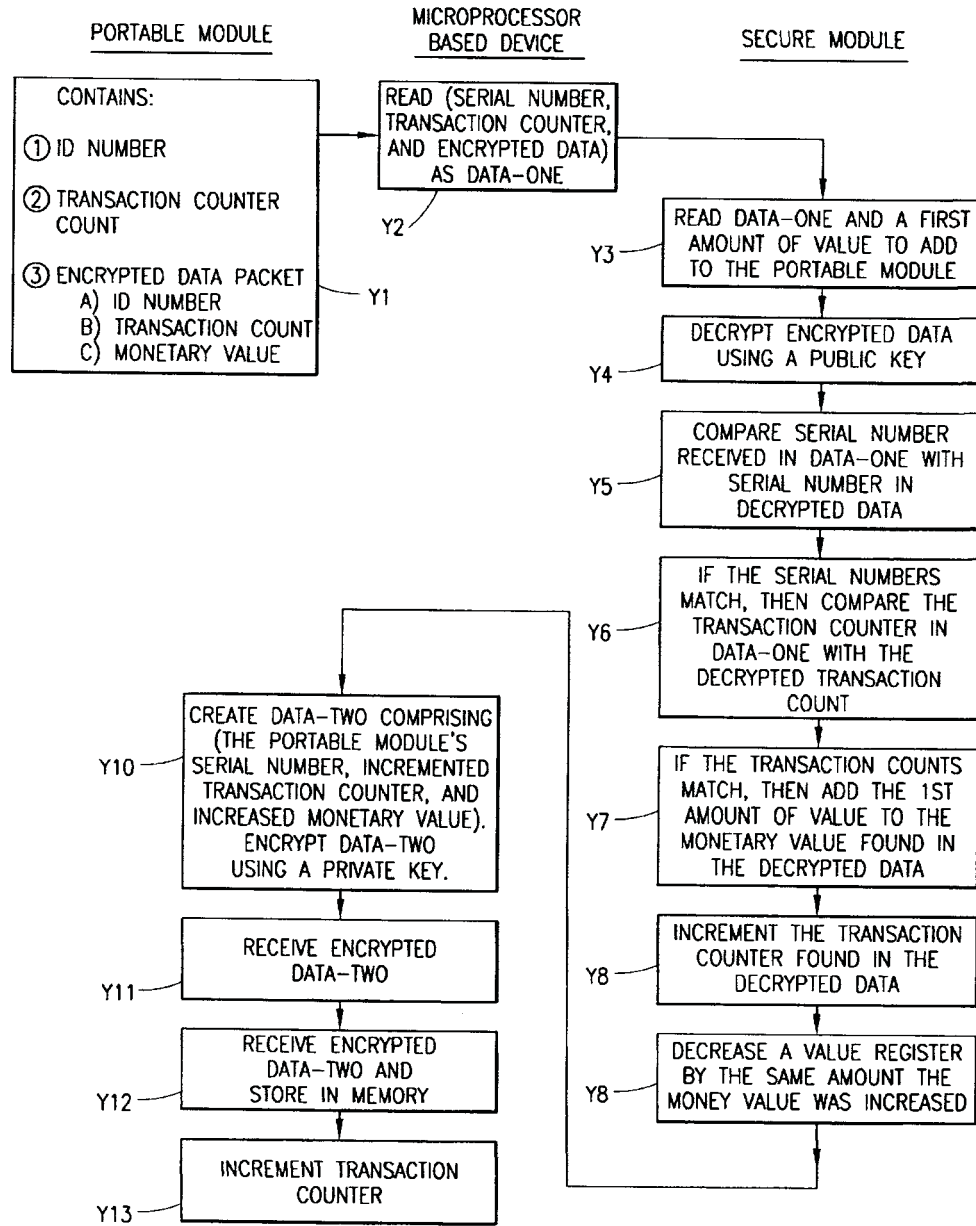 PORTABLE MODULE
MICROPROCESSOR
BASED DEVICE
SECURE MODULE
CONTAINS:
① ID NUMBER
② TRANSACTION COUNTER
COUNT
③ ENCRYPTED DATA PACKET
A) ID NUMBER
B) TRANSACTION COUNT
C) MONETARY VALUE
Y1
READ (SERIAL NUMBER,
TRANSACTION COUNTER,
AND ENCRYPTED DATA)
AS DATA-ONE
Y2
READ DATA-ONE AND A FIRST
AMOUNT OF VALUE TO ADD
TO THE PORTABLE MODULE
Y3
DECRYPT ENCRYPTED DATA
USING A PUBLIC KEY
Y4
COMPARE SERIAL NUMBER
RECEIVED IN DATA-ONE WITH
SERIAL NUMBER IN
DECRYPTED DATA
Y5
IF THE SERIAL NUMBERS
MATCH, THEN COMPARE THE
TRANSACTION COUNTER IN
DATA-ONE WITH THE
DECRYPTED TRANSACTION
COUNT
Y6
IF THE TRANSACTION COUNTS
MATCH, THEN ADD THE 1ST
AMOUNT OF VALUE TO THE
MONETARY VALUE FOUND IN
THE DECRYPTED DATA
Y7
INCREMENT THE TRANSACTION
COUNTER FOUND IN THE
DECRYPTED DATA
Y8
DECREASE A VALUE REGISTER
BY THE SAME AMOUNT THE
MONEY VALUE WAS INCREASED
Y8
CREATE DATA-TWO COMPRISING
(THE PORTABLE MODULE'S
SERIAL NUMBER, INCREMENTED
TRANSACTION COUNTER, AND
INCREASED MONETARY VALUE).
ENCRYPT DATA-TWO
USING A PRIVATE KEY.
Y10
RECEIVE ENCRYPTED
DATA-TWO
Y11
RECEIVE ENCRYPTED
DATA-TWO AND
STORE IN MEMORY
Y12
INCREMENT TRANSACTION
COUNTER
Y13